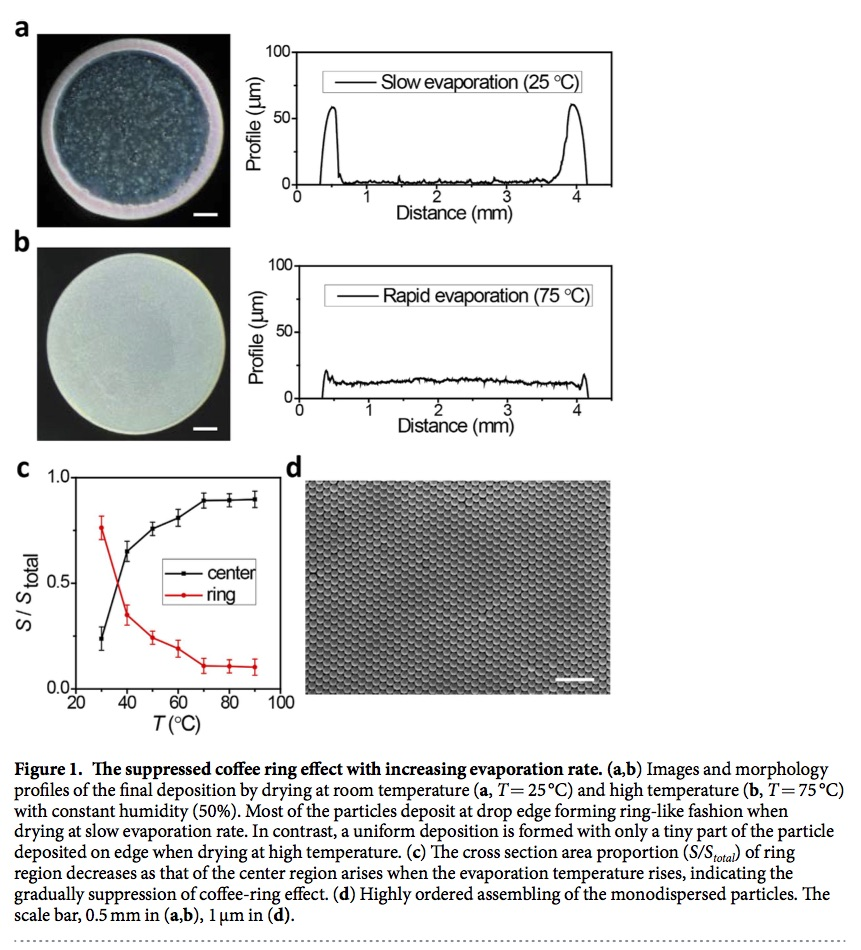 a
100
50
0
Profile (µm)
Slow evaporation (25 °C)
0 1 2 3 4
Distance (mm)
b
100
50
0
Profile (µm)
Rapid evaporation (75 °C)
0 1 2 3 4
Distance (mm)
c
1.0
0.5
0.0
S / Stotal
center
ring
20 40 60 80 100
T (°C)
d
Figure 1. The suppressed coffee ring effect with increasing evaporation rate. (a,b) Images and morphology
profiles of the final deposition by drying at room temperature (a, T = 25 °C) and high temperature (b, T = 75 °C)
with constant humidity (50%). Most of the particles deposit at drop edge forming ring-like fashion when
drying at slow evaporation rate. In contrast, a uniform deposition is formed with only a tiny part of the particle
deposited on edge when drying at high temperature. (c) The cross section area proportion (S/Stotal) of ring
region decreases as that of the center region arises when the evaporation temperature rises, indicating the
gradually suppression of coffee-ring effect. (d) Highly ordered assembling of the monodispersed particles. The
scale bar, 0.5 mm in (a,b), 1 µm in (d).